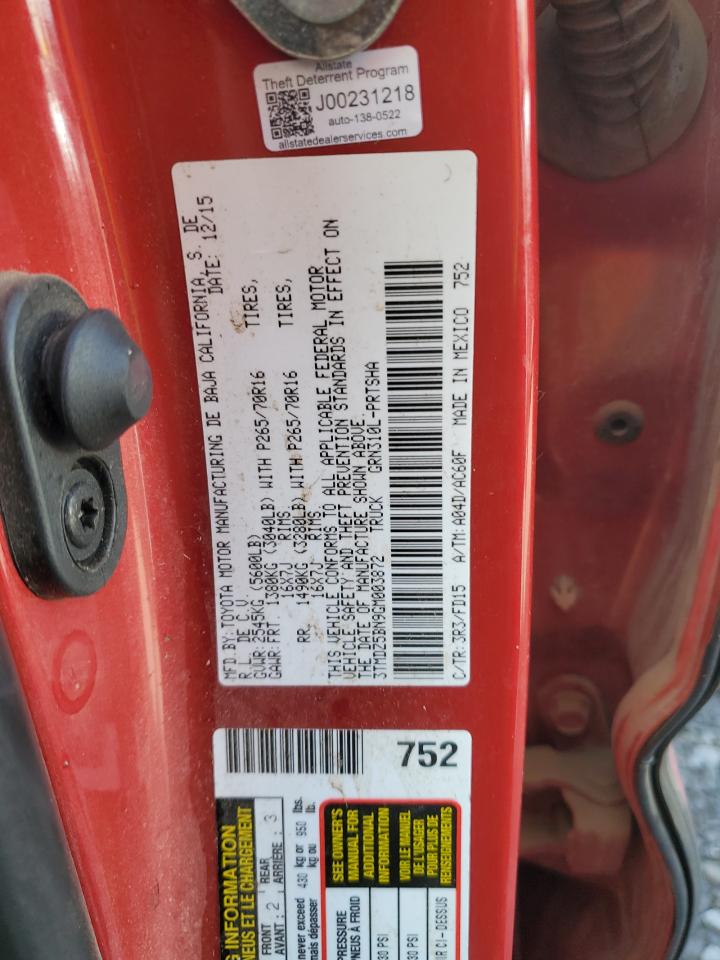 Allstate
Theft Deterrent Program
J00231218
auto-138-0522
allstatedealerservices.com
MFD.BY: TOYOTA MOTOR MANUFACTURING DE BAJA CALIFORNIA, S. DE
R. L. DE C. V. DATE: 12/15
GVWR: 2545KG (5600LB)
GAWR: FRT. 1380KG (3040LB) WITH P265/70R16 TIRES,
16X7J RIMS.
RR. 1490KG (3280LB) WITH P265/70R16 TIRES,
16X7J RIMS.
THIS VEHICLE CONFORMS TO ALL APPLICABLE FEDERAL MOTOR
VEHICLE SAFETY AND THEFT PREVENTION STANDARDS IN EFFECT ON
THE DATE OF MANUFACTURE SHOWN ABOVE.
3TMDZ5BN9GM003872 TRUCK GRN310L-PRTSHA
C/TR: 3R3/FD15 A/TM: A04D/AC60F MADE IN MEXICO 752
752
INFORMATION
PNEUS ET LE CHARGEMENT
FRONT
AVANT : 2
REAR
ARRIÈRE : 3
never exceed 430 kg or 950 lbs.
jamais dépasser kg ou lb.
SEE OWNER'S
MANUAL FOR
ADDITIONAL
INFORMATION
VOIR LE MANUEL
DE L'USAGER
POUR PLUS DE
RENSEIGNEMENTS
PRESSURE
PNEUS À FROID
30 PSI
30 PSI
CI-DESSUS